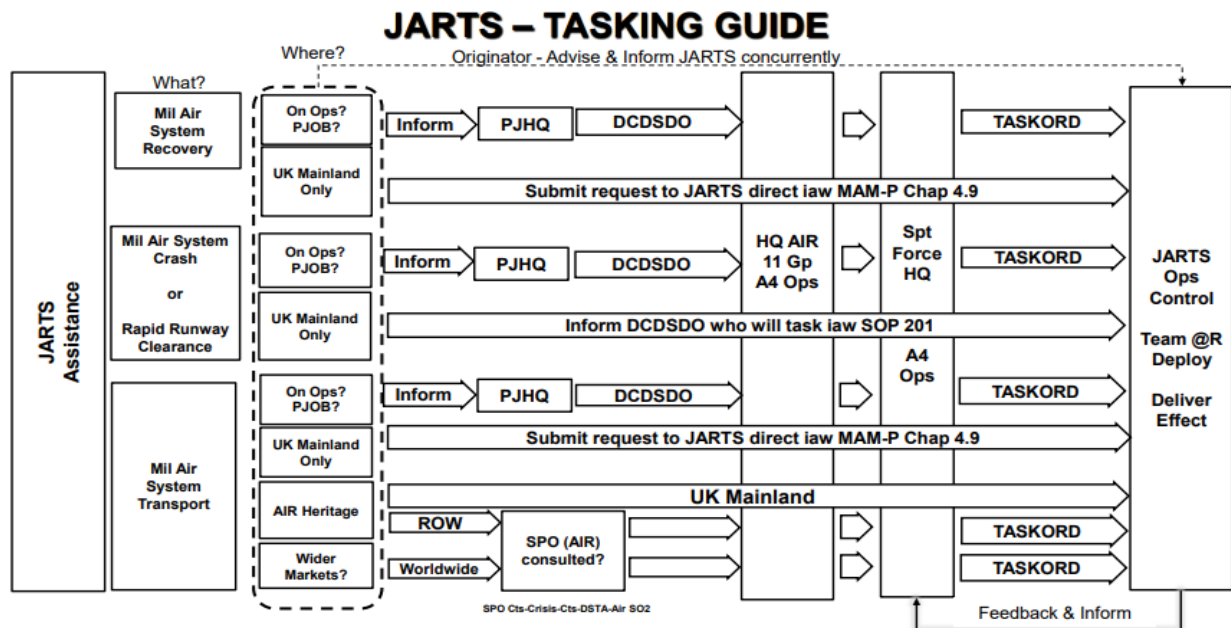 JARTS – TASKING GUIDE
Where?
Originator - Advise & Inform JARTS concurrently
What?
JARTS
Assistance
Mil Air
System
Recovery
On Ops?
PJOB?
Inform
PJHQ
DCDSDO
TASKORD
UK Mainland
Only
Submit request to JARTS direct iaw MAM-P Chap 4.9
Mil Air System
Crash
or
Rapid Runway
Clearance
On Ops?
PJOB?
Inform
PJHQ
DCDSDO
HQ AIR
11 Gp
A4 Ops
Spt
Force
HQ
A4
Ops
TASKORD
JARTS
Ops
Control
Team @R
Deploy
Deliver
Effect
UK Mainland
Only
Inform DCDSDO who will task iaw SOP 201
Mil Air
System
Transport
On Ops?
PJOB?
Inform
PJHQ
DCDSDO
TASKORD
UK Mainland
Only
Submit request to JARTS direct iaw MAM-P Chap 4.9
AIR Heritage
UK Mainland
ROW
SPO (AIR)
consulted?
TASKORD
Wider
Markets?
Worldwide
TASKORD
SPO Cts-Crisis-Cts-DSTA-Air SO2
Feedback & Inform